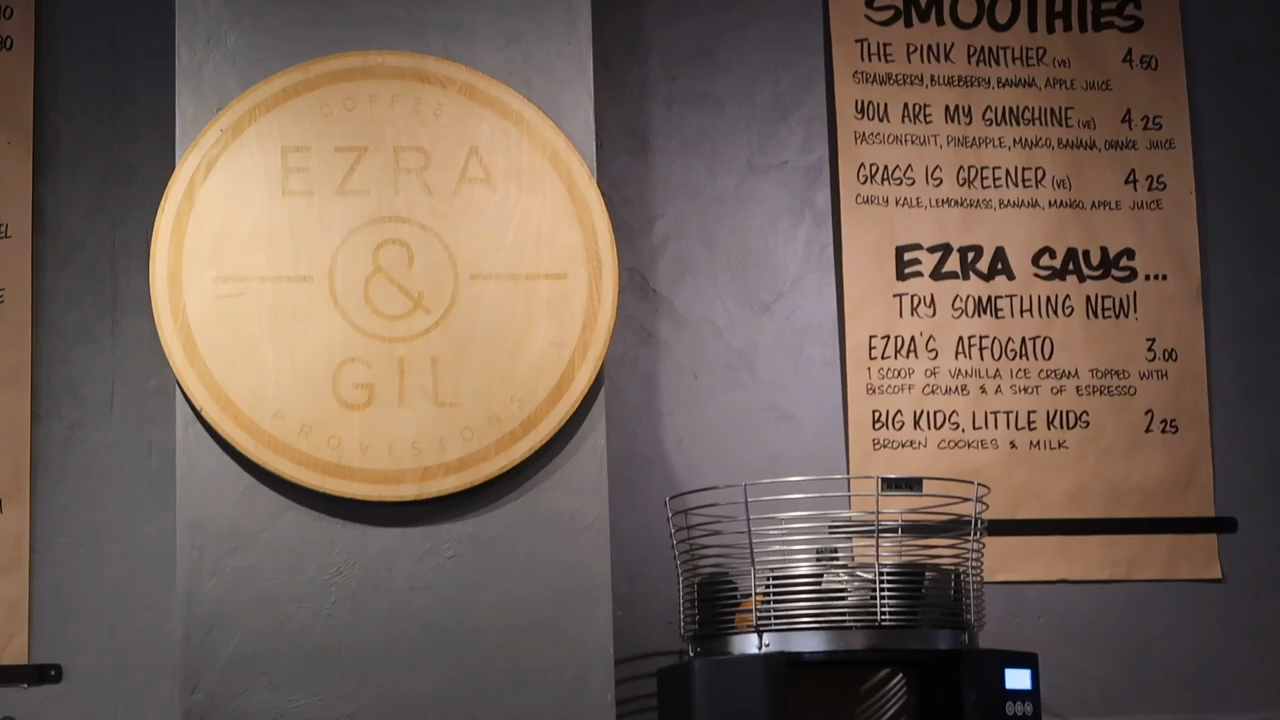 COFFEE
EZRA
&
GIL
PROVISIONS
SMOOTHIES
THE PINK PANTHER (VE) 4.50
STRAWBERRY, BLUEBERRY, BANANA, APPLE JUICE
YOU ARE MY SUNSHINE (VE) 4.25
PASSIONFRUIT, PINEAPPLE, MANGO, BANANA, ORANGE JUICE
GRASS IS GREENER (VE) 4.25
CURLY KALE, LEMONGRASS, BANANA, MANGO, APPLE JUICE
EZRA SAYS...
TRY SOMETHING NEW!
EZRA'S AFFOGATO 3.00
1 SCOOP OF VANILLA ICE CREAM TOPPED WITH
BISCOFF CRUMB & A SHOT OF ESPRESSO
BIG KIDS, LITTLE KIDS 2.25
BROKEN COOKIES & MILK